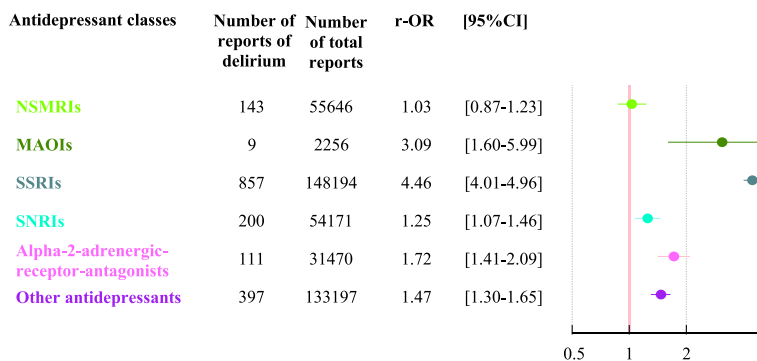 Antidepressant classes Number of reports of delirium Number of total reports r-OR [95%CI]
NSMRIs 143 55646 1.03 [0.87-1.23]
MAOIs 9 2256 3.09 [1.60-5.99]
SSRIs 857 148194 4.46 [4.01-4.96]
SNRIs 200 54171 1.25 [1.07-1.46]
Alpha-2-adrenergic-
receptor-antagonists 111 31470 1.72 [1.41-2.09]
Other antidepressants 397 133197 1.47 [1.30-1.65]
0.5 1 2